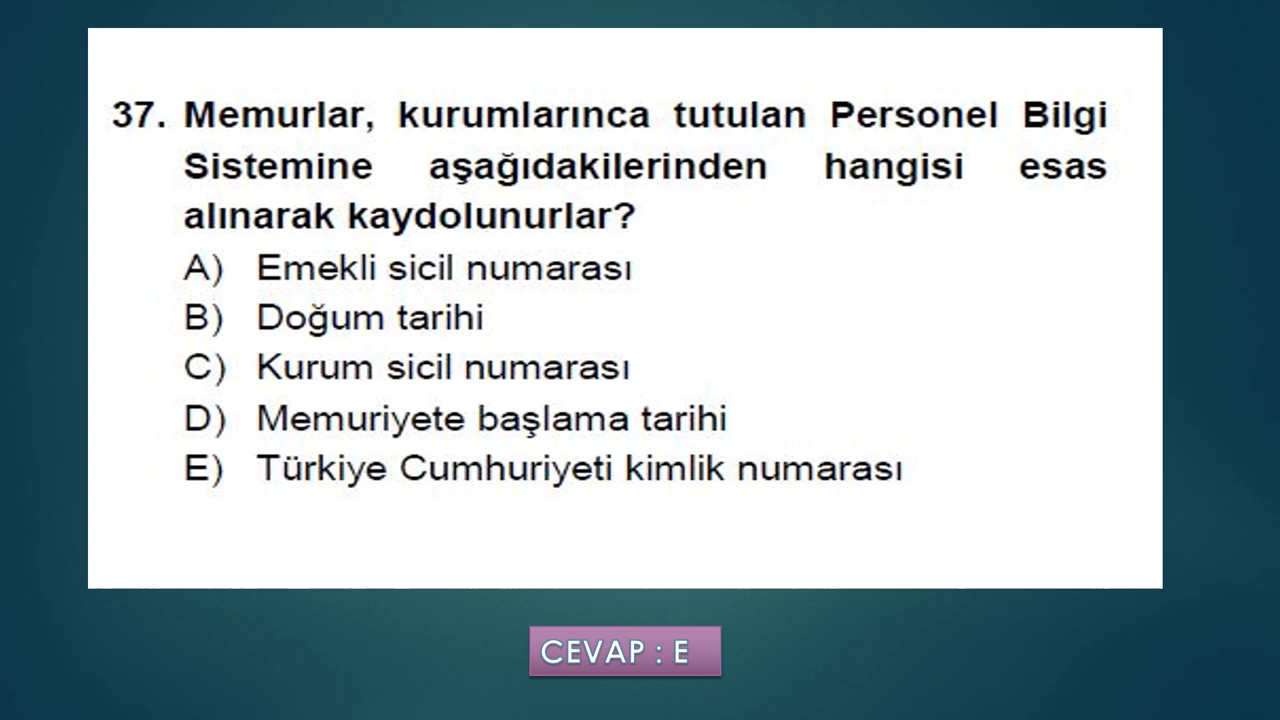 37. Memurlar, kurumlarınca tutulan Personel Bilgi
Sistemine aşağıdakilerinden hangisi esas
alınarak kaydolunurlar?
A) Emekli sicil numarası
B) Doğum tarihi
C) Kurum sicil numarası
D) Memuriyete başlama tarihi
E) Türkiye Cumhuriyeti kimlik numarası
CEVAP : E